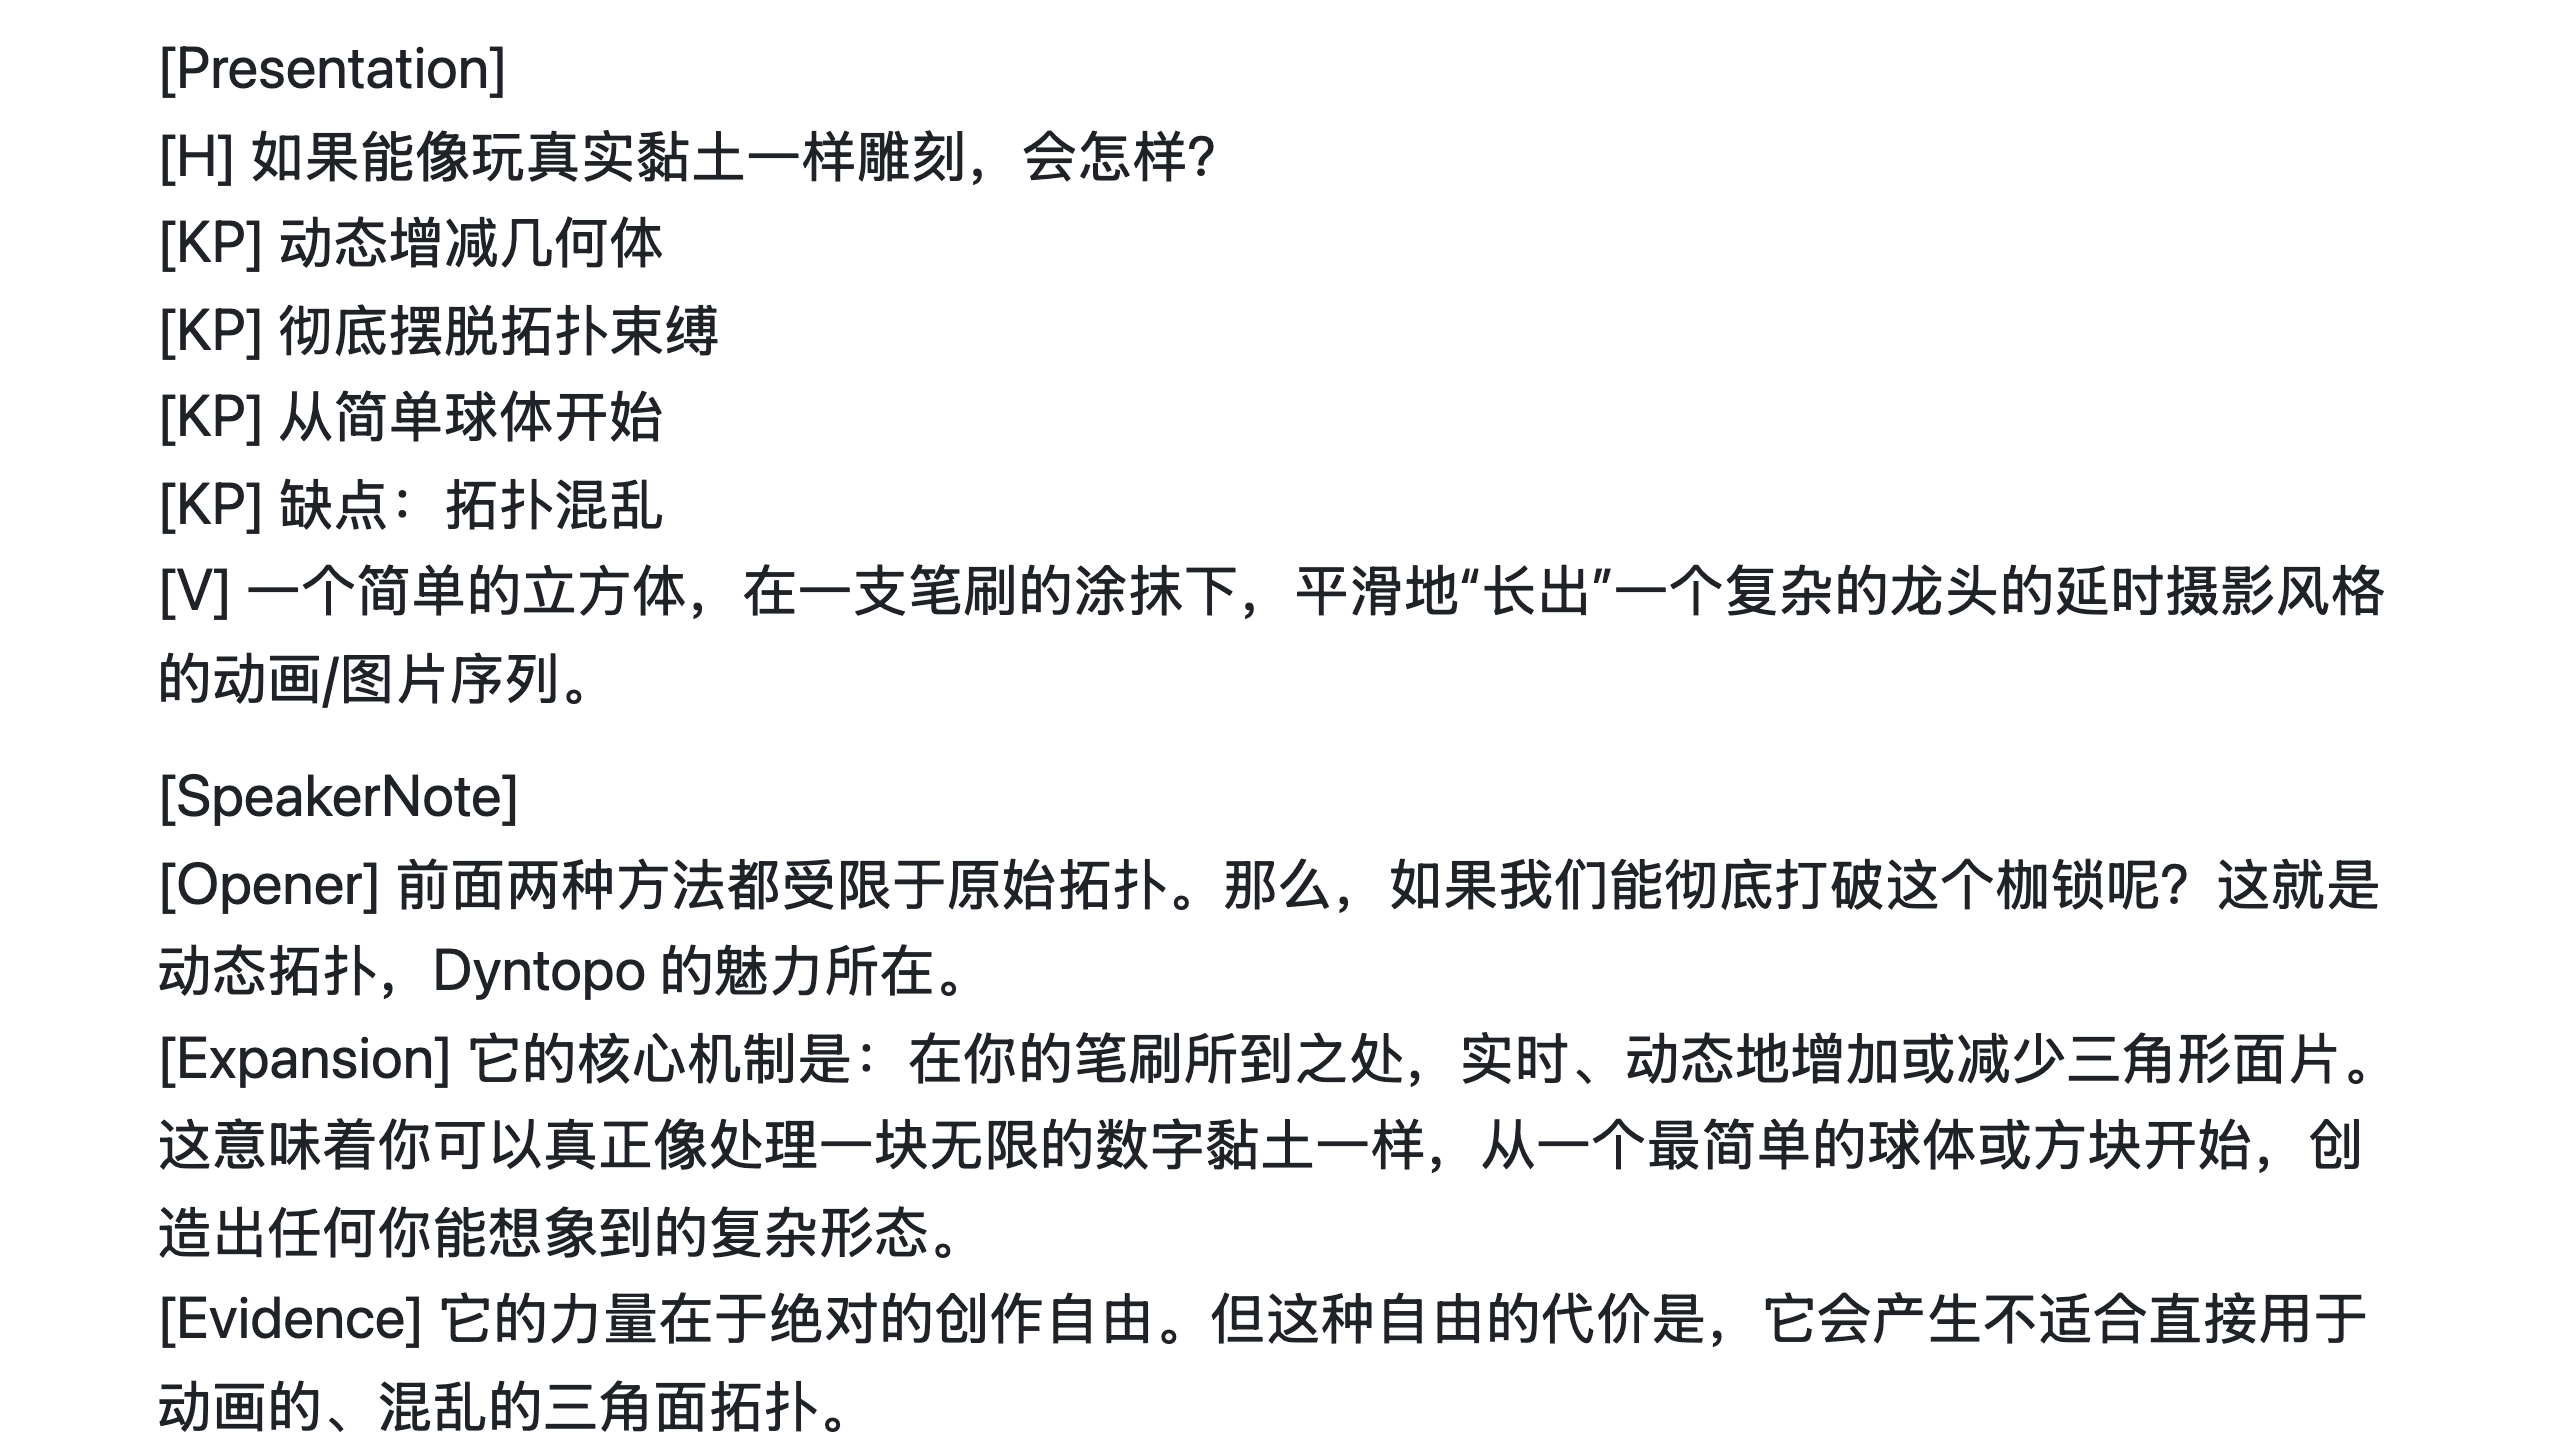 [Presentation]
[H] 如果能像玩真实黏土一样雕刻，会怎样？
[KP] 动态增减几何体
[KP] 彻底摆脱拓扑束缚
[KP] 从简单球体开始
[KP] 缺点：拓扑混乱
[V] 一个简单的立方体，在一支笔刷的涂抹下，平滑地“长出”一个复杂的龙头的延时摄影风格
的动画/图片序列。
[SpeakerNote]
[Opener] 前面两种方法都受限于原始拓扑。那么，如果我们能彻底打破这个枷锁呢？这就是
动态拓扑，Dyntopo 的魅力所在。
[Expansion] 它的核心机制是：在你的笔刷所到之处，实时、动态地增加或减少三角形面片。
这意味着你可以真正像处理一块无限的数字黏土一样，从一个最简单的球体或方块开始，创
造出任何你能想象到的复杂形态。
[Evidence] 它的力量在于绝对的创作自由。但这种自由的代价是，它会产生不适合直接用于
动画的、混乱的三角面拓扑。